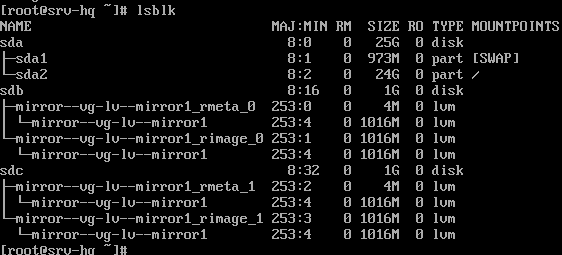 [root@srv-hq ~]# lsblk
NAME                            MAJ:MIN RM  SIZE RO TYPE MOUNTPOINTS
sda                               8:0    0   25G  0 disk
├─sda1                            8:1    0  973M  0 part [SWAP]
└─sda2                            8:2    0   24G  0 part /
sdb                               8:16   0    1G  0 disk
├─mirror--vg-lv--mirror1_rmeta_0  253:0    0    4M  0 lvm
│ └─mirror--vg-lv--mirror1        253:4    0 1016M  0 lvm
└─mirror--vg-lv--mirror1_rimage_0 253:1    0 1016M  0 lvm
  └─mirror--vg-lv--mirror1        253:4    0 1016M  0 lvm
sdc                               8:32   0    1G  0 disk
├─mirror--vg-lv--mirror1_rmeta_1  253:2    0    4M  0 lvm
│ └─mirror--vg-lv--mirror1        253:4    0 1016M  0 lvm
└─mirror--vg-lv--mirror1_rimage_1 253:3    0 1016M  0 lvm
  └─mirror--vg-lv--mirror1        253:4    0 1016M  0 lvm
[root@srv-hq ~]#